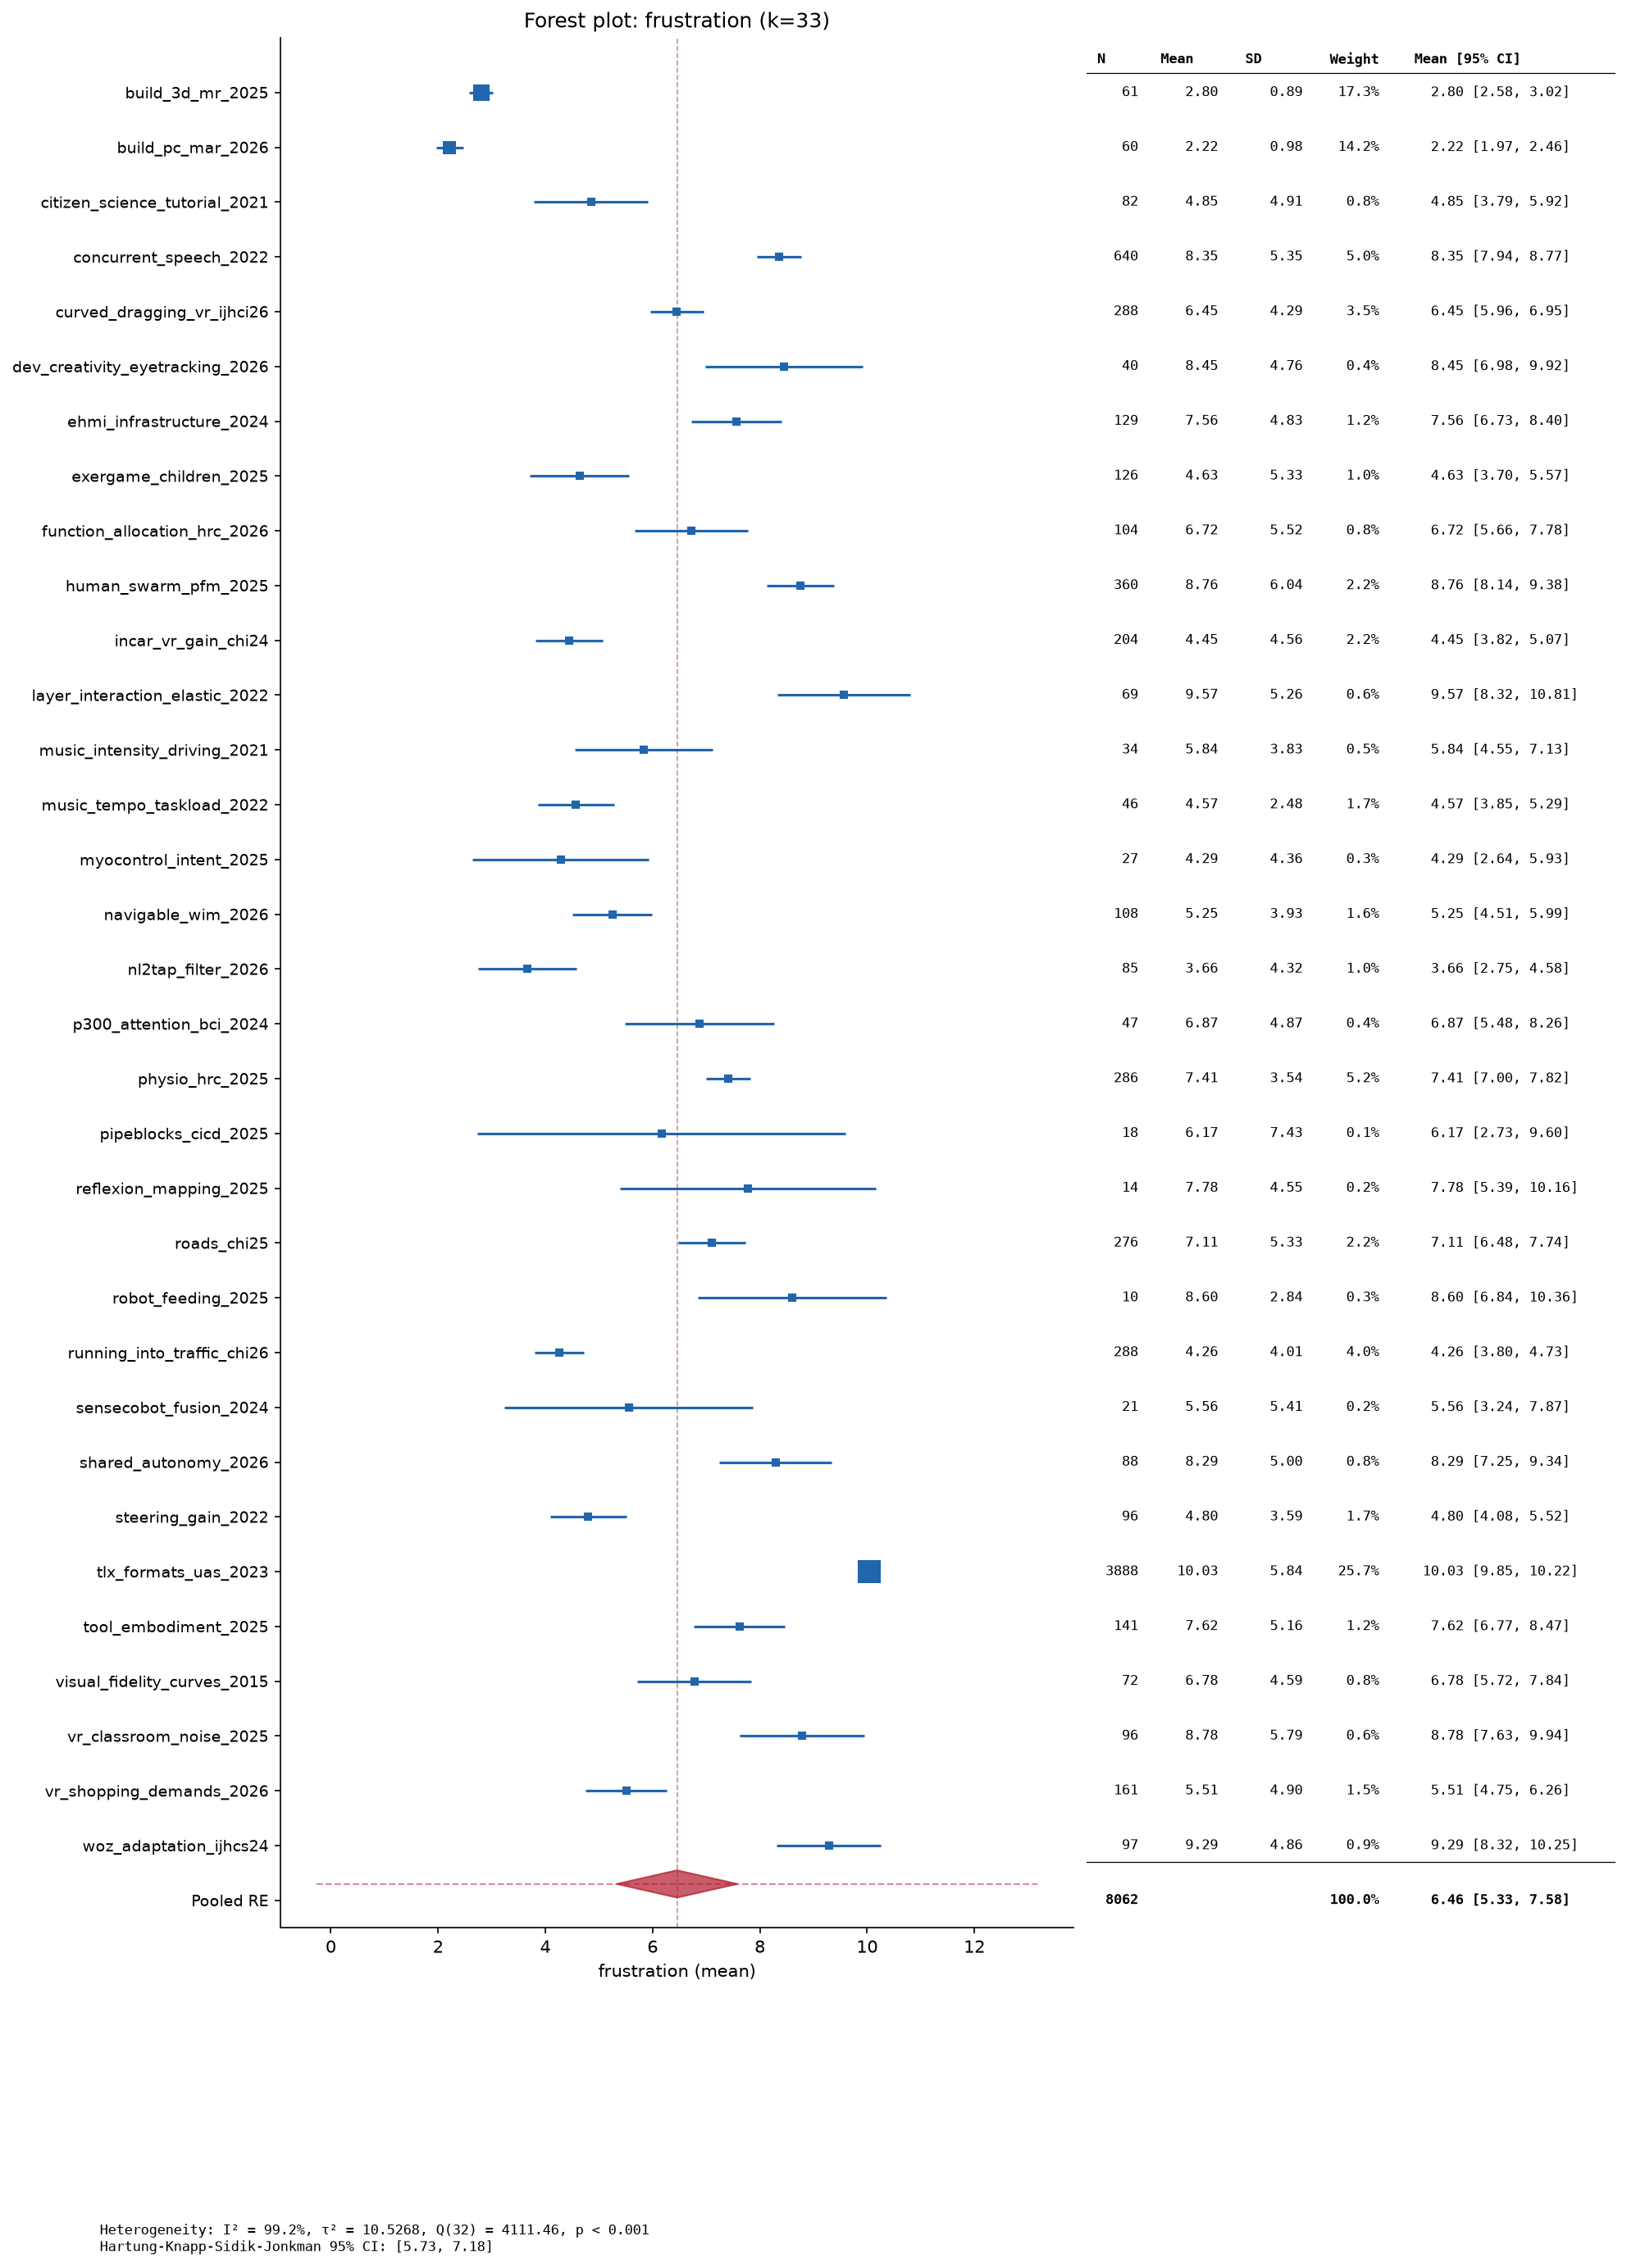 Forest plot: frustration (k=33)
N Mean SD Weight Mean [95% CI]
build_3d_mr_2025 61 2.80 0.89 17.3% 2.80 [2.58, 3.02]
build_pc_mar_2026 60 2.22 0.98 14.2% 2.22 [1.97, 2.46]
citizen_science_tutorial_2021 82 4.85 4.91 0.8% 4.85 [3.79, 5.92]
concurrent_speech_2022 640 8.35 5.35 5.0% 8.35 [7.94, 8.77]
curved_dragging_vr_ijhci26 288 6.45 4.29 3.5% 6.45 [5.96, 6.95]
dev_creativity_eyetracking_2026 40 8.45 4.76 0.4% 8.45 [6.98, 9.92]
ehmi_infrastructure_2024 129 7.56 4.83 1.2% 7.56 [6.73, 8.40]
exergame_children_2025 126 4.63 5.33 1.0% 4.63 [3.70, 5.57]
function_allocation_hrc_2026 104 6.72 5.52 0.8% 6.72 [5.66, 7.78]
human_swarm_pfm_2025 360 8.76 6.04 2.2% 8.76 [8.14, 9.38]
incar_vr_gain_chi24 204 4.45 4.56 2.2% 4.45 [3.82, 5.07]
layer_interaction_elastic_2022 69 9.57 5.26 0.6% 9.57 [8.32, 10.81]
music_intensity_driving_2021 34 5.84 3.83 0.5% 5.84 [4.55, 7.13]
music_tempo_taskload_2022 46 4.57 2.48 1.7% 4.57 [3.85, 5.29]
myocontrol_intent_2025 27 4.29 4.36 0.3% 4.29 [2.64, 5.93]
navigable_wim_2026 108 5.25 3.93 1.6% 5.25 [4.51, 5.99]
nl2tap_filter_2026 85 3.66 4.32 1.0% 3.66 [2.75, 4.58]
p300_attention_bci_2024 47 6.87 4.87 0.4% 6.87 [5.48, 8.26]
physio_hrc_2025 286 7.41 3.54 5.2% 7.41 [7.00, 7.82]
pipeblocks_cicd_2025 18 6.17 7.43 0.1% 6.17 [2.73, 9.60]
reflexion_mapping_2025 14 7.78 4.55 0.2% 7.78 [5.39, 10.16]
roads_chi25 276 7.11 5.33 2.2% 7.11 [6.48, 7.74]
robot_feeding_2025 10 8.60 2.84 0.3% 8.60 [6.84, 10.36]
running_into_traffic_chi26 288 4.26 4.01 4.0% 4.26 [3.80, 4.73]
sensecobot_fusion_2024 21 5.56 5.41 0.2% 5.56 [3.24, 7.87]
shared_autonomy_2026 88 8.29 5.00 0.8% 8.29 [7.25, 9.34]
steering_gain_2022 96 4.80 3.59 1.7% 4.80 [4.08, 5.52]
tlx_formats_uas_2023 3888 10.03 5.84 25.7% 10.03 [9.85, 10.22]
tool_embodiment_2025 141 7.62 5.16 1.2% 7.62 [6.77, 8.47]
visual_fidelity_curves_2015 72 6.78 4.59 0.8% 6.78 [5.72, 7.84]
vr_classroom_noise_2025 96 8.78 5.79 0.6% 8.78 [7.63, 9.94]
vr_shopping_demands_2026 161 5.51 4.90 1.5% 5.51 [4.75, 6.26]
woz_adaptation_ijhcs24 97 9.29 4.86 0.9% 9.29 [8.32, 10.25]
Pooled RE 8062 100.0% 6.46 [5.33, 7.58]
0 2 4 6 8 10 12
frustration (mean)
Heterogeneity: I² = 99.2%, τ² = 10.5268, Q(32) = 4111.46, p < 0.001
Hartung-Knapp-Sidik-Jonkman 95% CI: [5.73, 7.18]